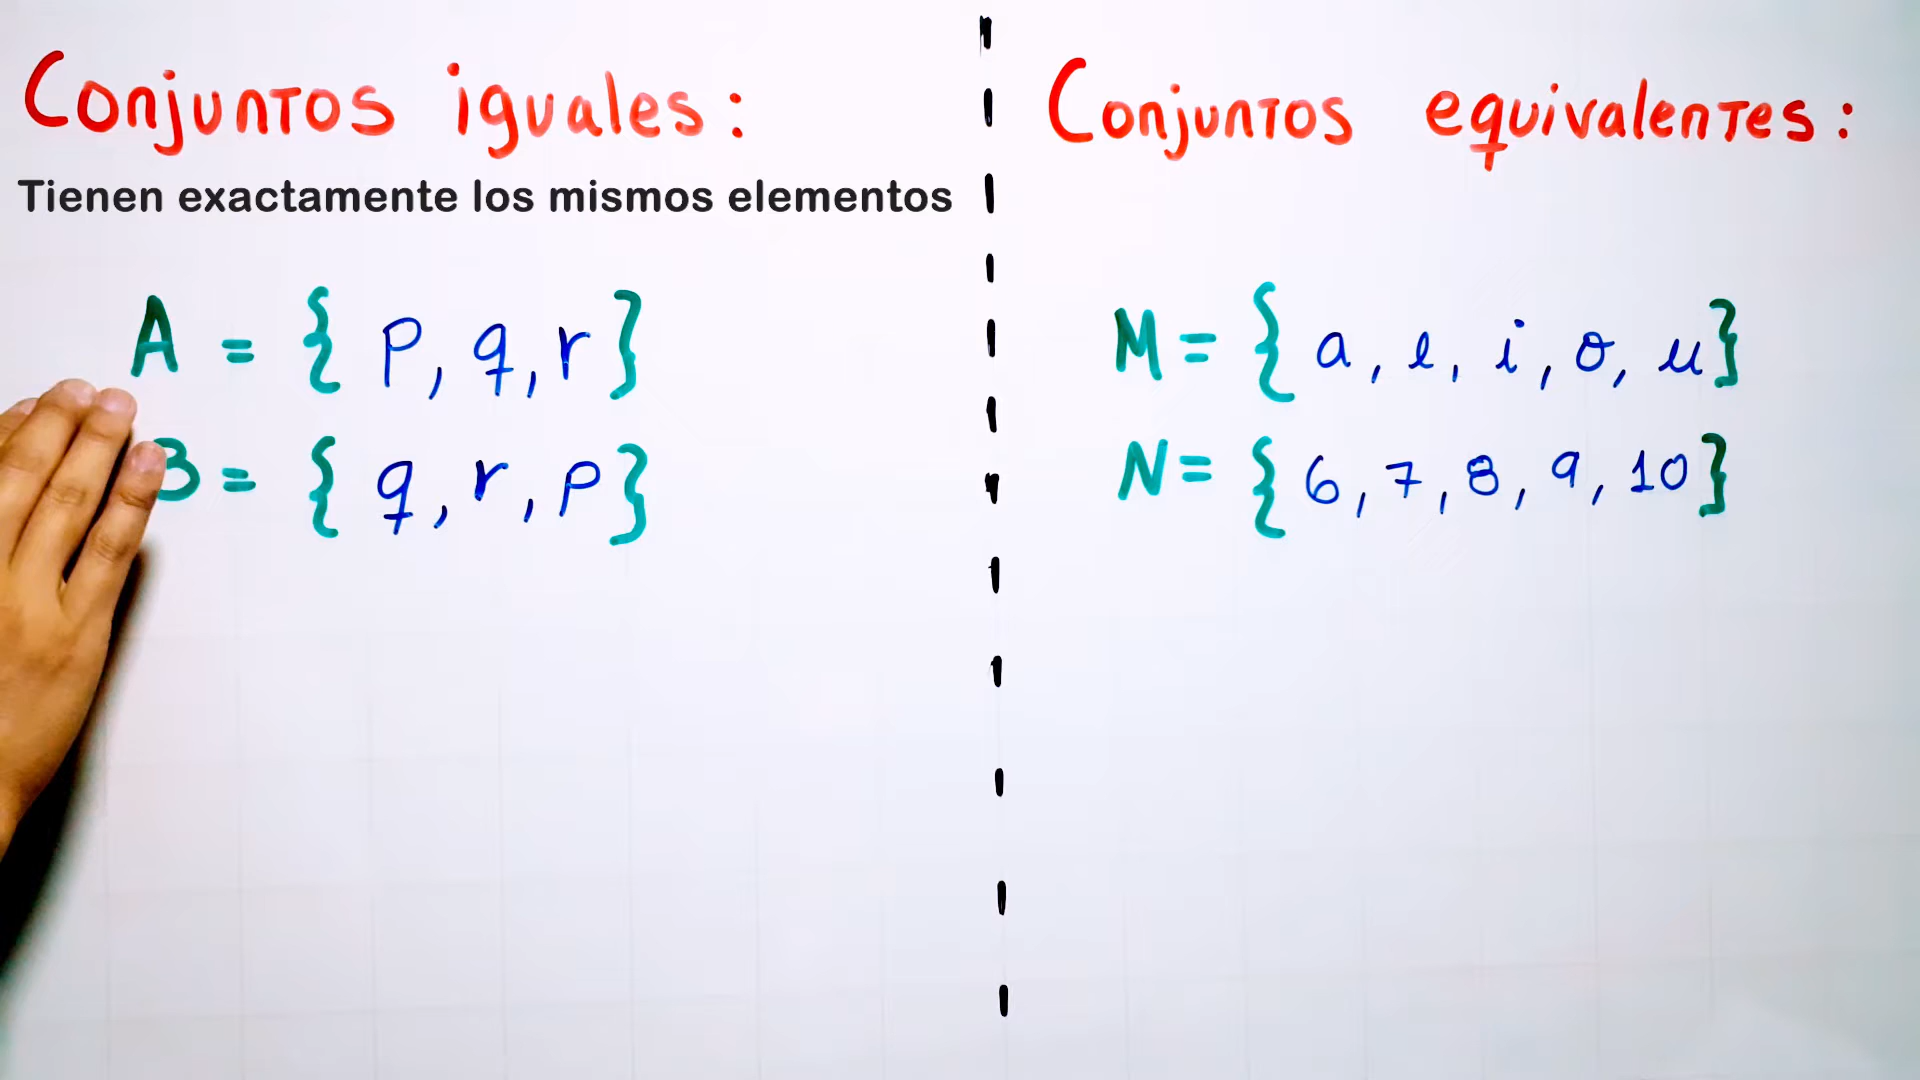 Conjuntos iguales:
Tienen exactamente los mismos elementos
A = { p, q, r }
B = { q, r, p }
Conjuntos equivalentes:
M = { a, e, i, o, u }
N = { 6, 7, 8, 9, 10 }